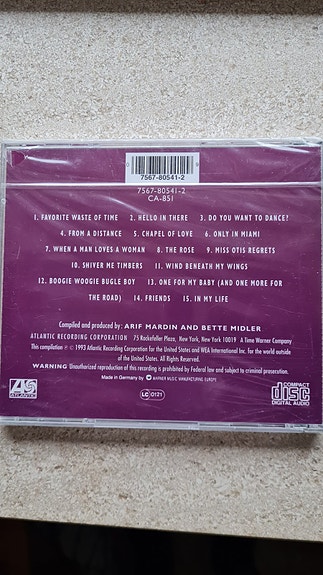 7567-80541-2
7567-80541-2
CA-851
1. FAVORITE WASTE OF TIME 2. HELLO IN THERE 3. DO YOU WANT TO DANCE?
4. FROM A DISTANCE 5. CHAPEL OF LOVE 6. ONLY IN MIAMI
7. WHEN A MAN LOVES A WOMAN 8. THE ROSE 9. MISS OTIS REGRETS
10. SHIVER ME TIMBERS 11. WIND BENEATH MY WINGS
12. BOOGIE WOOGIE BUGLE BOY 13. ONE FOR MY BABY (AND ONE MORE FOR
THE ROAD) 14. FRIENDS 15. IN MY LIFE
Compiled and produced by: ARIF MARDIN AND BETTE MIDLER
ATLANTIC RECORDING CORPORATION 75 Rockefeller Plaza, New York, New York 10019 A Time Warner Company
This compilation ℗ © 1993 Atlantic Recording Corporation for the United States and WEA International Inc. for the world outside
of the United States. All Rights Reserved.
WARNING Unauthorized reproduction of this recording is prohibited by Federal law and subject to criminal prosecution.
Made in Germany by WARNER MUSIC MANUFACTURING EUROPE
ATLANTIC
LC 0121
COMPACT
disc
DIGITAL AUDIO